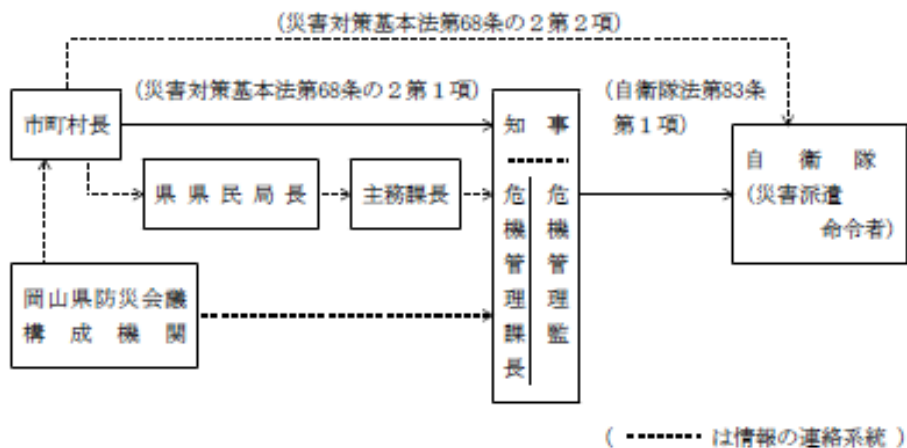 (災害対策基本法第68条の2第2項)
(災害対策基本法第68条の2第1項)
(自衛隊法第83条
第1項)
市町村長
知事
自衛隊
(災害派遣
命令者)
県県民局長
主務課長
危機管理課長
危機管理監
岡山県防災会議
構成機関
( は情報の連絡系統 )